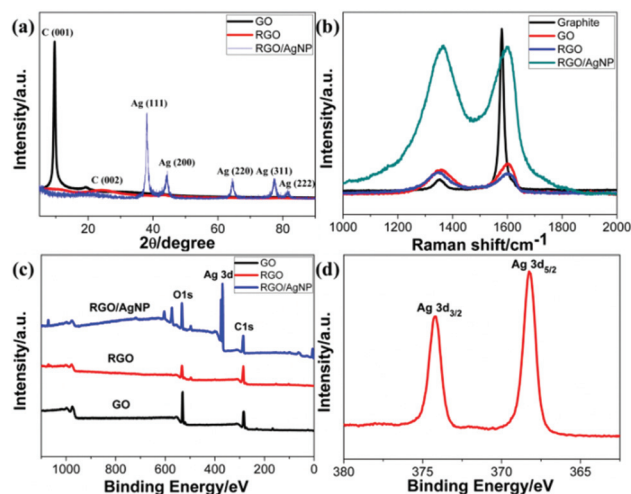 (a)
GO
RGO
RGO/AgNP
C (001)
Ag (111)
C (002)
Ag (200)
Ag (220)
Ag (311)
Ag (222)
Intensity/a.u.
20 40 60 80
2θ/degree
(b)
Graphite
GO
RGO
RGO/AgNP
Intensity/a.u.
1000 1200 1400 1600 1800 2000
Raman shift/cm-1
(c)
GO
RGO
RGO/AgNP
Ag 3d
RGO/AgNP
O1s
C1s
RGO
GO
Intensity/a.u.
1000 800 600 400 200 0
Binding Energy/eV
(d)
Ag 3d5/2
Ag 3d3/2
Intensity/a.u.
380 375 370 365
Binding Energy/eV